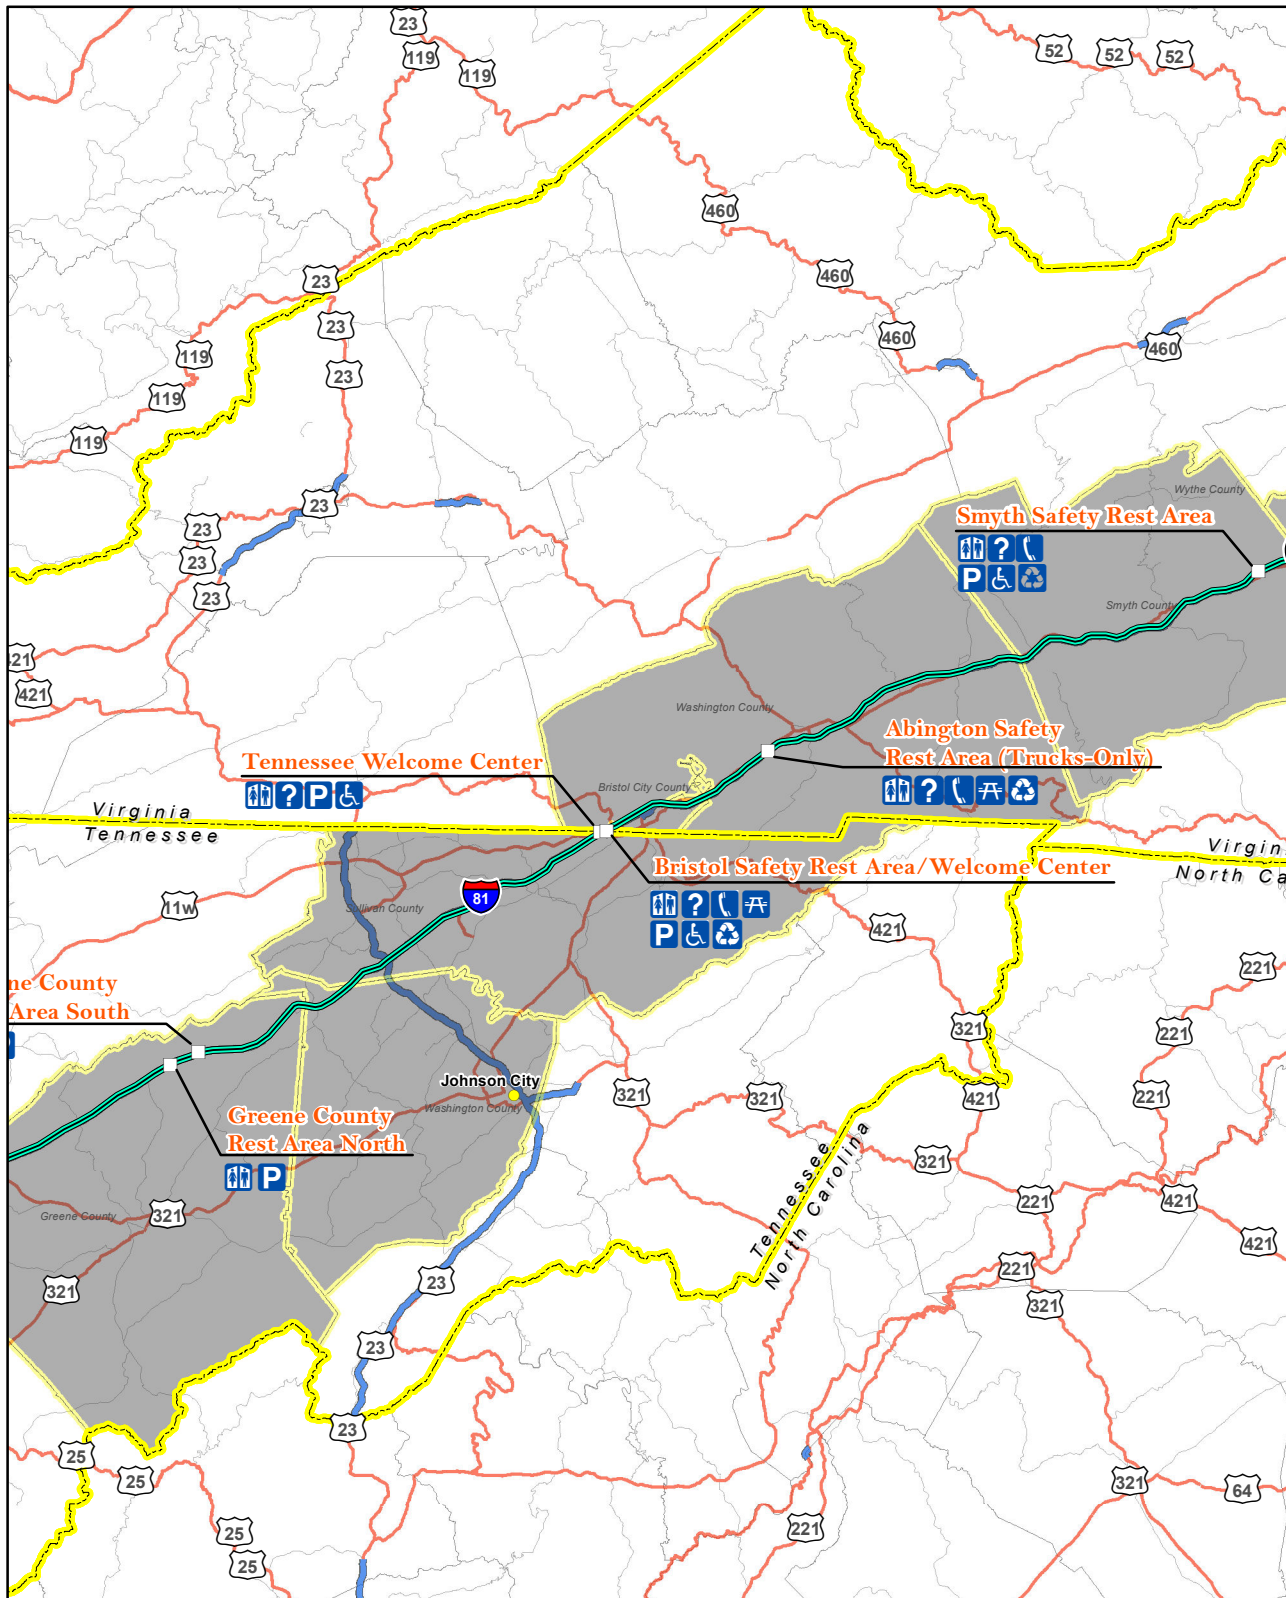 23
119
119
52
52
52
460
460
23
23
460
460
119
23
119
119
Wythe County
23
23
Smyth Safety Rest Area
?
P
23
23
Smyth County
321
421
Washington County
Abington Safety
Rest Area (Trucks-Only)
?
Tennessee Welcome Center
? P
Bristol City County
Virginia
Tennessee
Bristol Safety Rest Area/Welcome Center
?
P
Virgin
North Ca
81
11w
Sullivan County
421
221
ne County
Area South
321
221
Johnson City
Washington County
321
321
421
221
Greene County
Rest Area North
P
Tennessee
North Carolina
321
221
421
Greene County
321
421
221
23
321
321
23
23
25
25
321
64
221
25
25